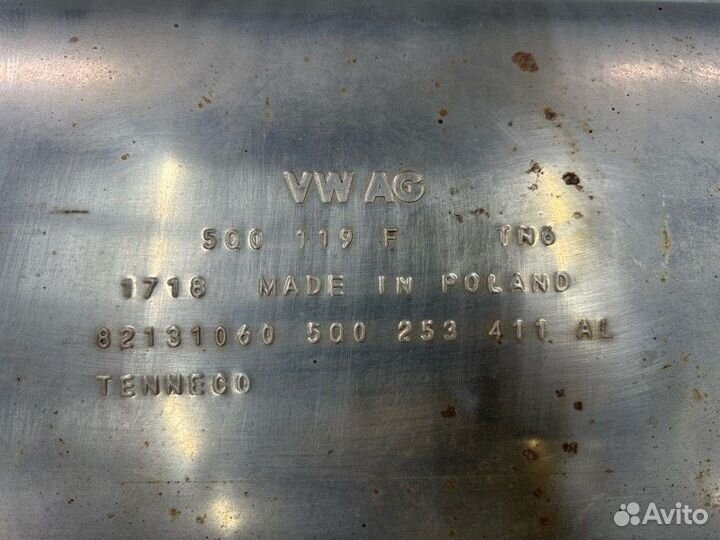 VW AG
5Q0 119 F TN6
1718 MADE IN POLAND
82131060 5Q0 253 411 AL
TENNECO
Avito